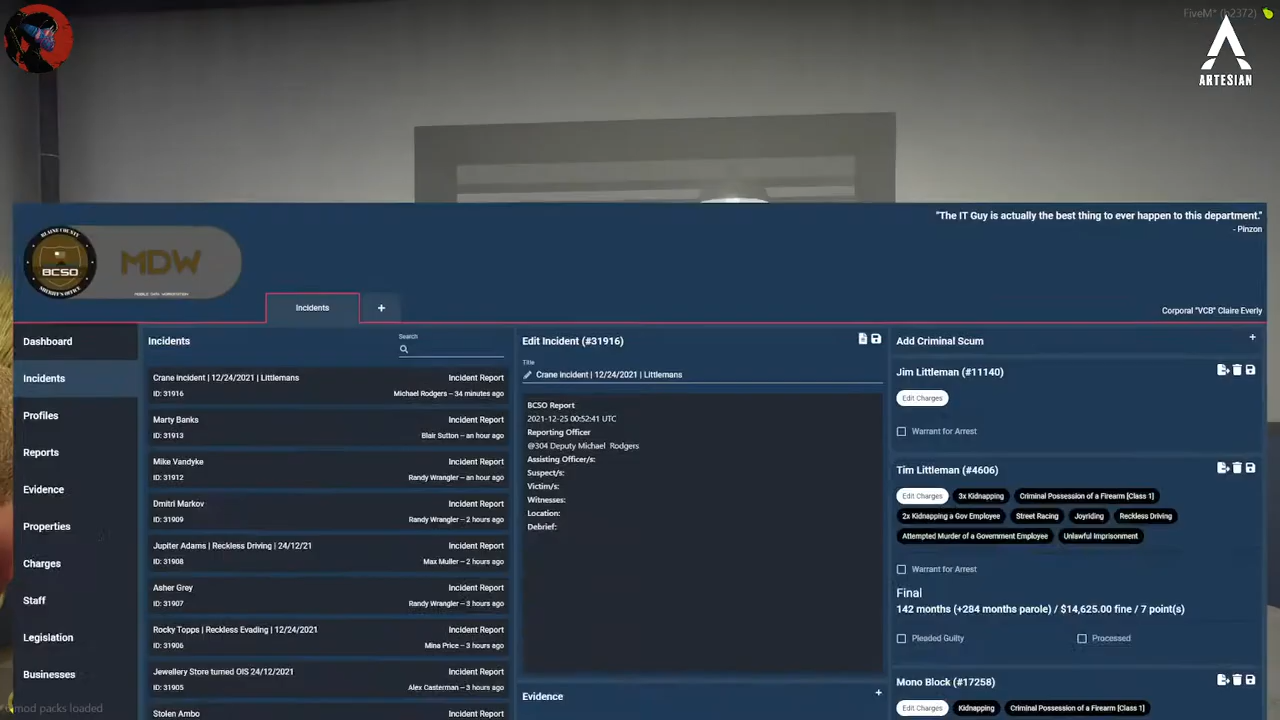 FiveM* (b2372)
ARTESIAN
"The IT Guy is actually the best thing to ever happen to this department."
- Pinzon
BLAINE COUNTY
BCSO
SHERIFF'S OFFICE
MDW
MOBILE DATA WORKSTATION
Incidents
+
Corporal "VCB" Claire Everly
Dashboard
Incidents
Profiles
Reports
Evidence
Properties
Charges
Staff
Legislation
Businesses
mod packs loaded
Incidents
Search
Crane incident | 12/24/2021 | Littlemans Incident Report
ID: 31916 Michael Rodgers – 34 minutes ago
Marty Banks Incident Report
ID: 31913 Blair Sutton – an hour ago
Mike Vandyke Incident Report
ID: 31912 Randy Wrangler – an hour ago
Dmitri Markov Incident Report
ID: 31909 Randy Wrangler – 2 hours ago
Jupiter Adams | Reckless Driving | 24/12/21 Incident Report
ID: 31908 Max Muller – 2 hours ago
Asher Grey Incident Report
ID: 31907 Randy Wrangler – 3 hours ago
Rocky Topps | Reckless Evading | 12/24/2021 Incident Report
ID: 31906 Mina Price – 3 hours ago
Jewellery Store turned OIS 24/12/2021 Incident Report
ID: 31905 Alex Casterman – 3 hours ago
Stolen Ambo Incident Report
Edit Incident (#31916)
Title
Crane incident | 12/24/2021 | Littlemans
BCSO Report
2021-12-25 00:52:41 UTC
Reporting Officer
@304 Deputy Michael Rodgers
Assisting Officer/s:
Suspect/s:
Victim/s:
Witnesses:
Location:
Debrief:
Evidence +
Add Criminal Scum +
Jim Littleman (#11140)
Edit Charges
Warrant for Arrest
Tim Littleman (#4606)
Edit Charges 3x Kidnapping Criminal Possession of a Firearm [Class 1]
2x Kidnapping a Gov Employee Street Racing Joyriding Reckless Driving
Attempted Murder of a Government Employee Unlawful Imprisonment
Warrant for Arrest
Final
142 months (+284 months parole) / $14,625.00 fine / 7 point(s)
Pleaded Guilty Processed
Mono Block (#17258)
Edit Charges Kidnapping Criminal Possession of a Firearm [Class 1]